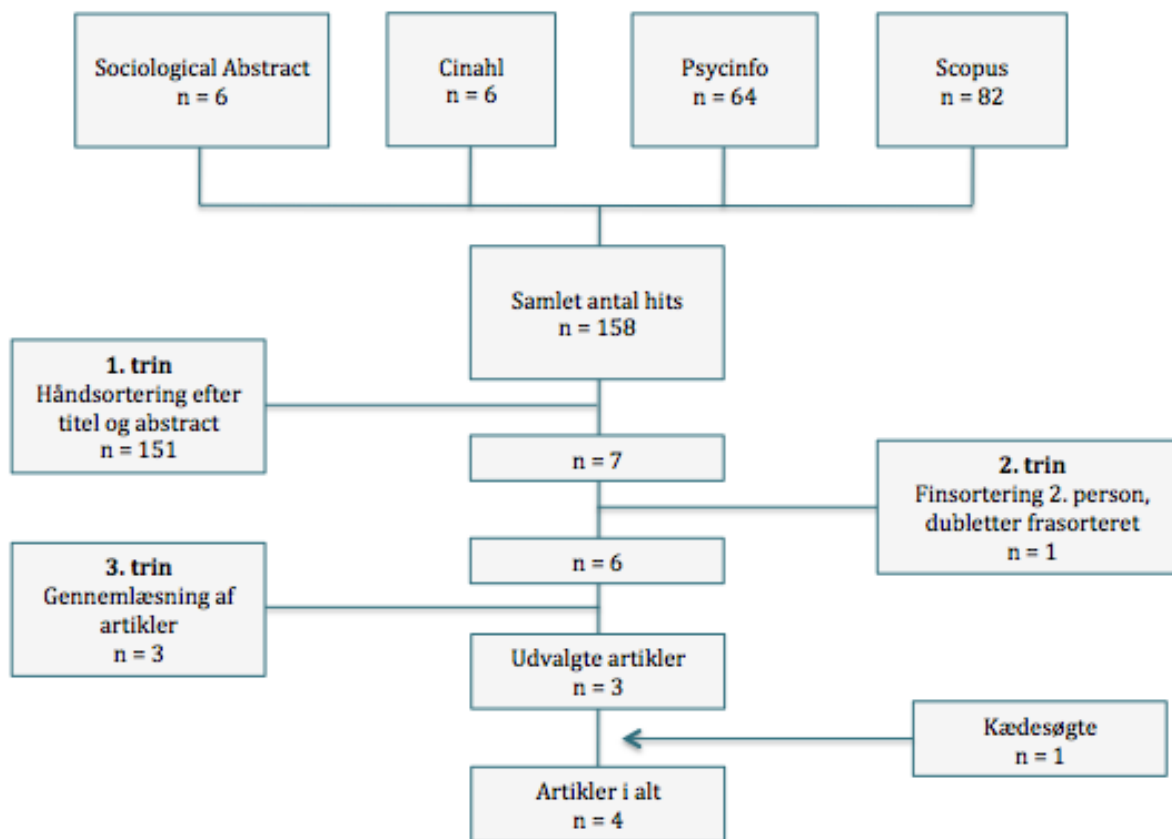 Sociological Abstract
n = 6
Cinahl
n = 6
Psycinfo
n = 64
Scopus
n = 82
Samlet antal hits
n = 158
1. trin
Håndsortering efter
titel og abstract
n = 151
n = 7
2. trin
Finsortering 2. person,
dubletter frasorteret
n = 1
n = 6
3. trin
Gennemlæsning af
artikler
n = 3
Udvalgte artikler
n = 3
Kædesøgte
n = 1
Artikler i alt
n = 4